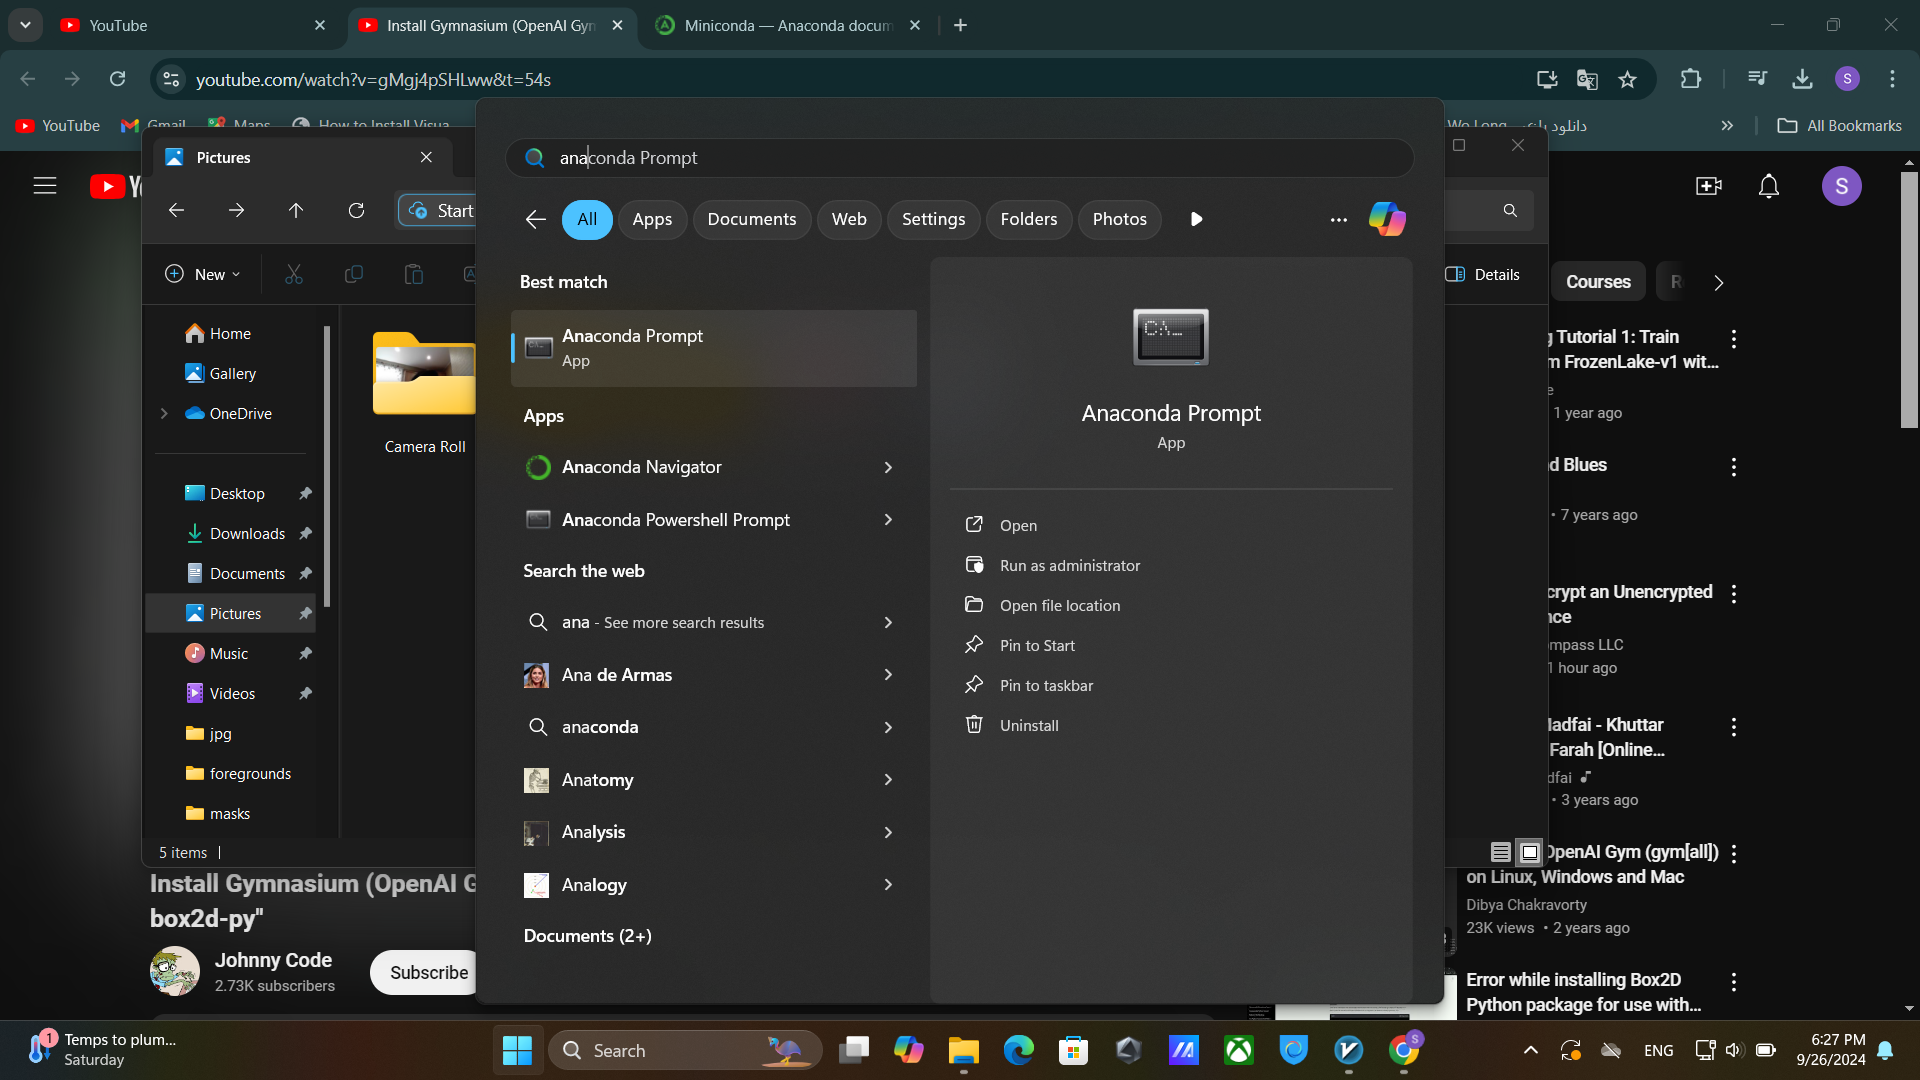 YouTube
Install Gymnasium (OpenAI Gyn
Miniconda — Anaconda docum
youtube.com/watch?v=gMgj4pSHLww&t=54s
S
YouTube
Gmail
Maps
How to Install Visua
Wo Long
دانلود بازی
All Bookmarks
Pictures
Start
New
Details
Home
Gallery
OneDrive
Desktop
Downloads
Documents
Pictures
Music
Videos
jpg
foregrounds
masks
Camera Roll
5 items
anaconda Prompt
All
Apps
Documents
Web
Settings
Folders
Photos
Best match
Anaconda Prompt
App
Apps
Anaconda Navigator
Anaconda Powershell Prompt
Search the web
ana - See more search results
Ana de Armas
anaconda
Anatomy
Analysis
Analogy
Documents (2+)
C:\_
Anaconda Prompt
App
Open
Run as administrator
Open file location
Pin to Start
Pin to taskbar
Uninstall
S
Courses
g Tutorial 1: Train
m FrozenLake-v1 wit...
e
1 year ago
d Blues
• 7 years ago
crypt an Unencrypted
nce
mpass LLC
1 hour ago
ladfai - Khuttar
Farah [Online...
dfai
• 3 years ago
OpenAI Gym (gym[all])
on Linux, Windows and Mac
Dibya Chakravorty
23K views • 2 years ago
Error while installing Box2D
Python package for use with...
Install Gymnasium (OpenAI G
box2d-py"
Johnny Code
2.73K subscribers
Subscribe
1
Temps to plum...
Saturday
Search
S
ENG
6:27 PM
9/26/2024